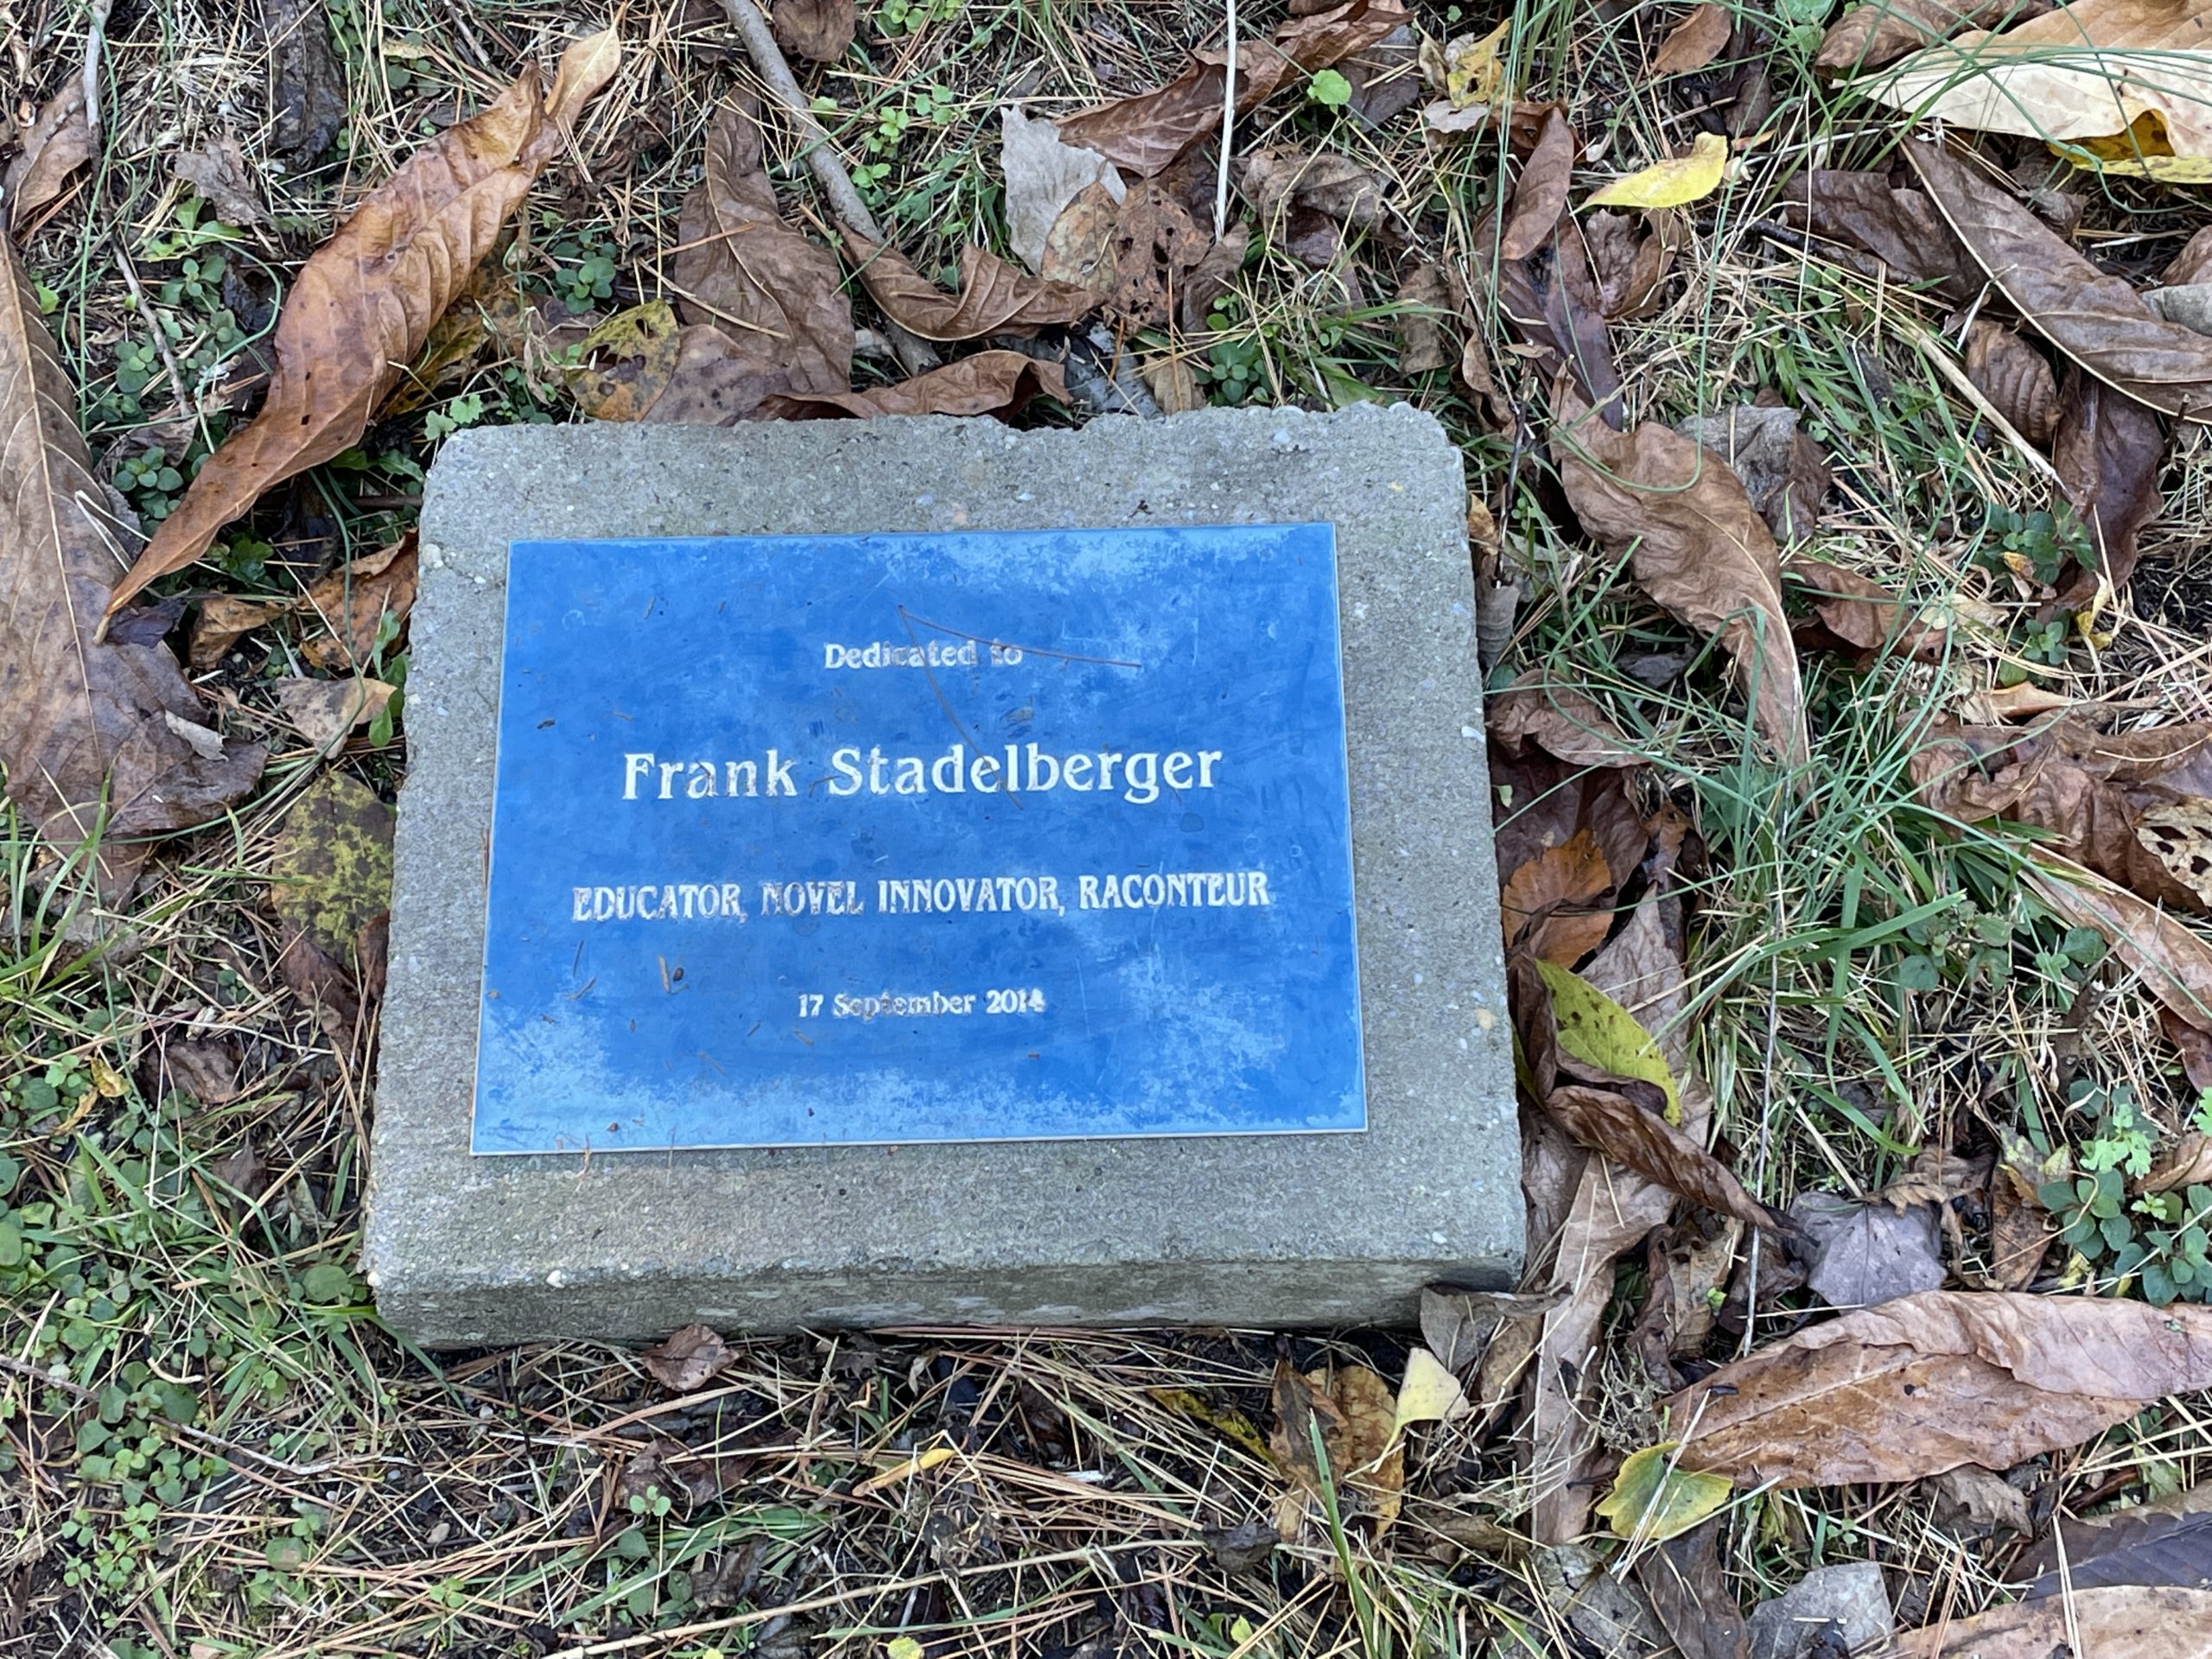 Dedicated to
Frank Stadelberger
EDUCATOR, NOVEL INNOVATOR, RACONTEUR
17 September 2014